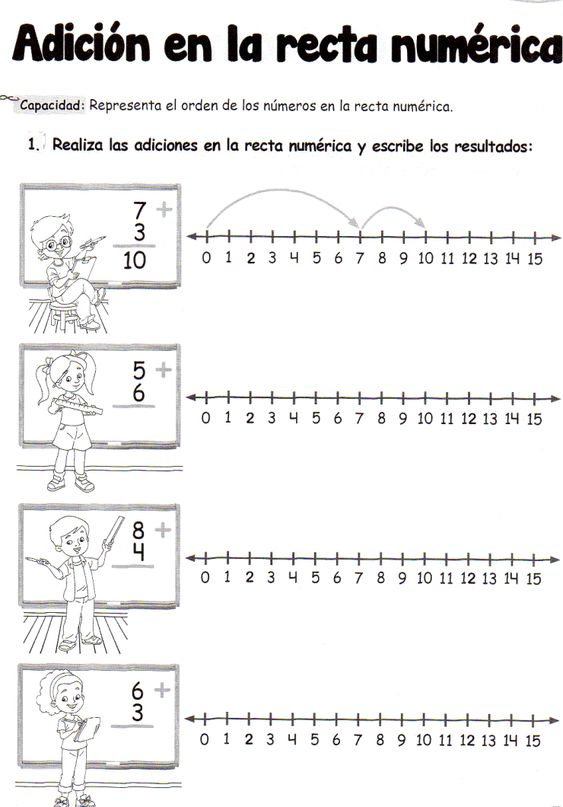 Adición en la recta numérica
Capacidad: Representa el orden de los números en la recta numérica.
1. Realiza las adiciones en la recta numérica y escribe los resultados:
7 +
3
10
0 1 2 3 4 5 6 7 8 9 10 11 12 13 14 15
5 +
6
0 1 2 3 4 5 6 7 8 9 10 11 12 13 14 15
8 +
4
0 1 2 3 4 5 6 7 8 9 10 11 12 13 14 15
6 +
3
0 1 2 3 4 5 6 7 8 9 10 11 12 13 14 15